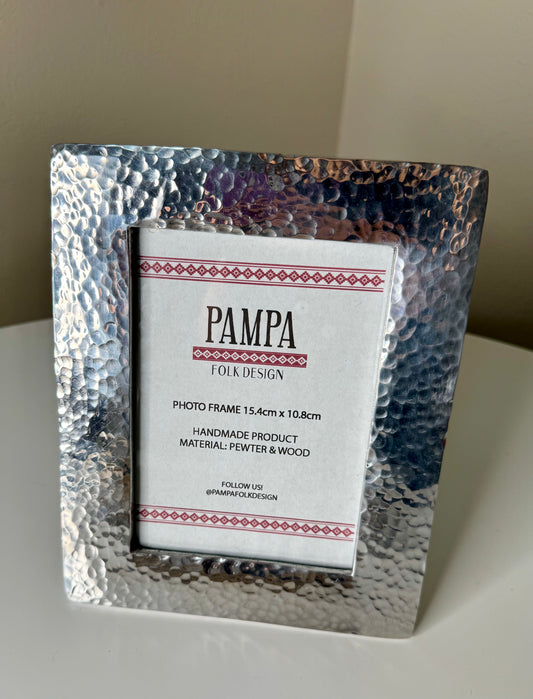 PAMPA
FOLK DESIGN
PHOTO FRAME 15.4cm x 10.8cm
HANDMADE PRODUCT
MATERIAL: PEWTER & WOOD
FOLLOW US!
@PAMPAFOLKDESIGN